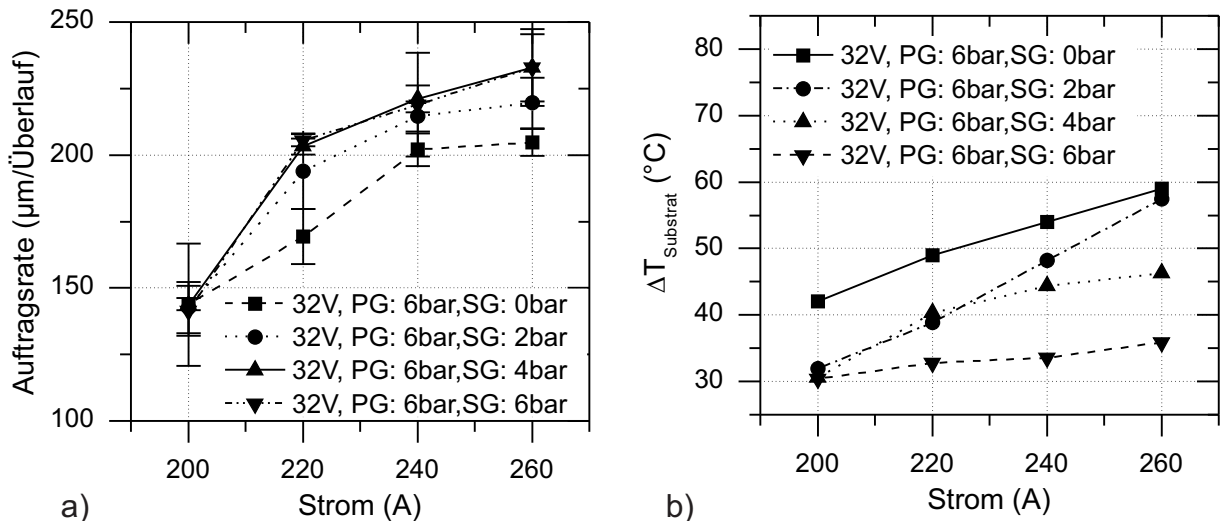 Auftragsrate (µm/Überlauf)
250
200
150
100
32V, PG: 6bar,SG: 0bar
32V, PG: 6bar,SG: 2bar
32V, PG: 6bar,SG: 4bar
32V, PG: 6bar,SG: 6bar
200 220 240 260
Strom (A)
a)
ΔTSubstrat (°C)
80
70
60
50
40
30
32V, PG: 6bar,SG: 0bar
32V, PG: 6bar,SG: 2bar
32V, PG: 6bar,SG: 4bar
32V, PG: 6bar,SG: 6bar
200 220 240 260
Strom (A)
b)